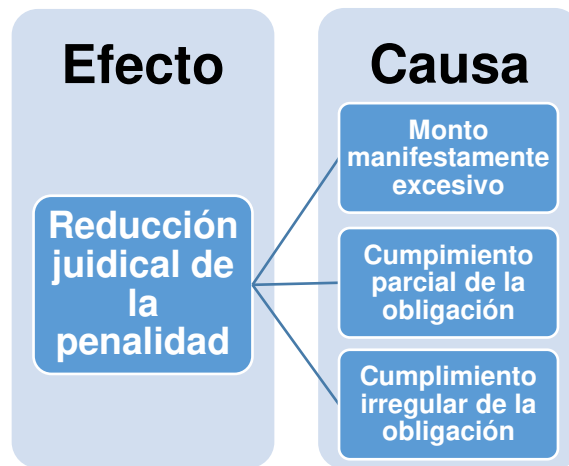 Efecto
Causa
Reducción
juidical de
la
penalidad
Monto
manifestamente
excesivo
Cumpimiento
parcial de la
obligación
Cumplimiento
irregular de la
obligación